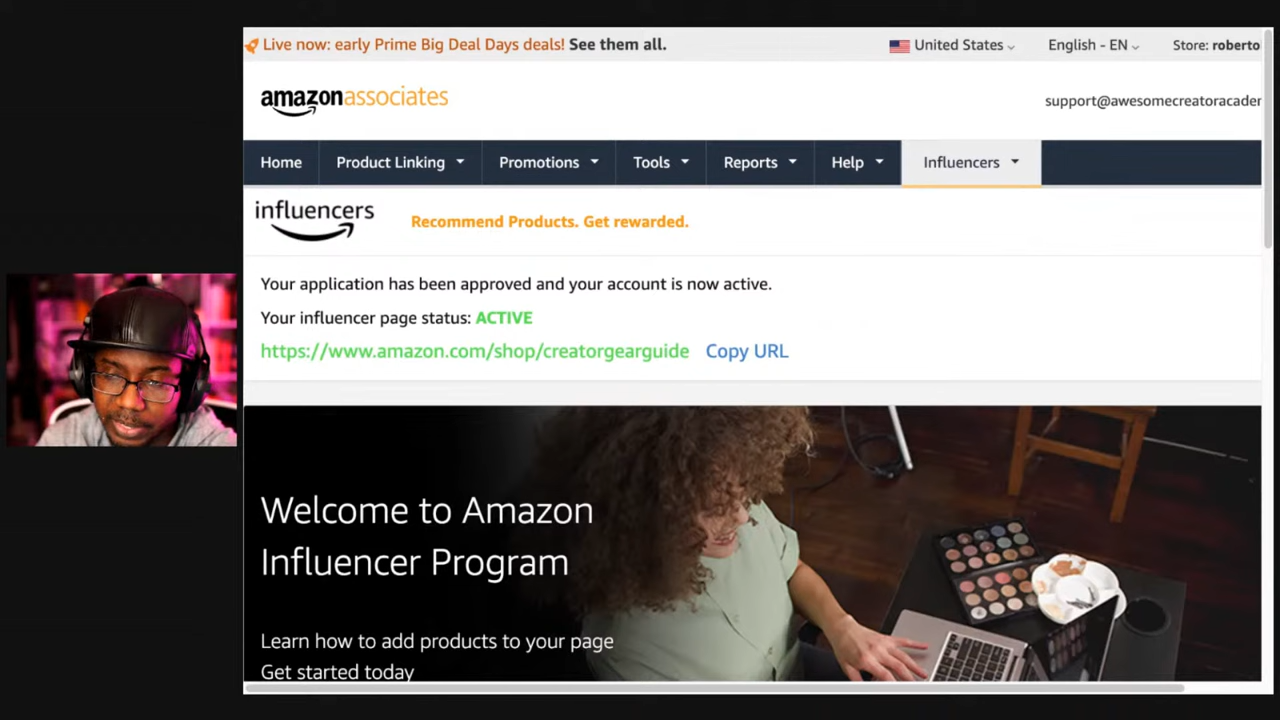 Live now: early Prime Big Deal Days deals! See them all.
United States
English - EN
Store: roberto
amazonassociates
support@awesomecreatoracader
Home
Product Linking
Promotions
Tools
Reports
Help
Influencers
influencers
Recommend Products. Get rewarded.
Your application has been approved and your account is now active.
Your influencer page status: ACTIVE
https://www.amazon.com/shop/creatorgearguide Copy URL
Welcome to Amazon
Influencer Program
Learn how to add products to your page
Get started today